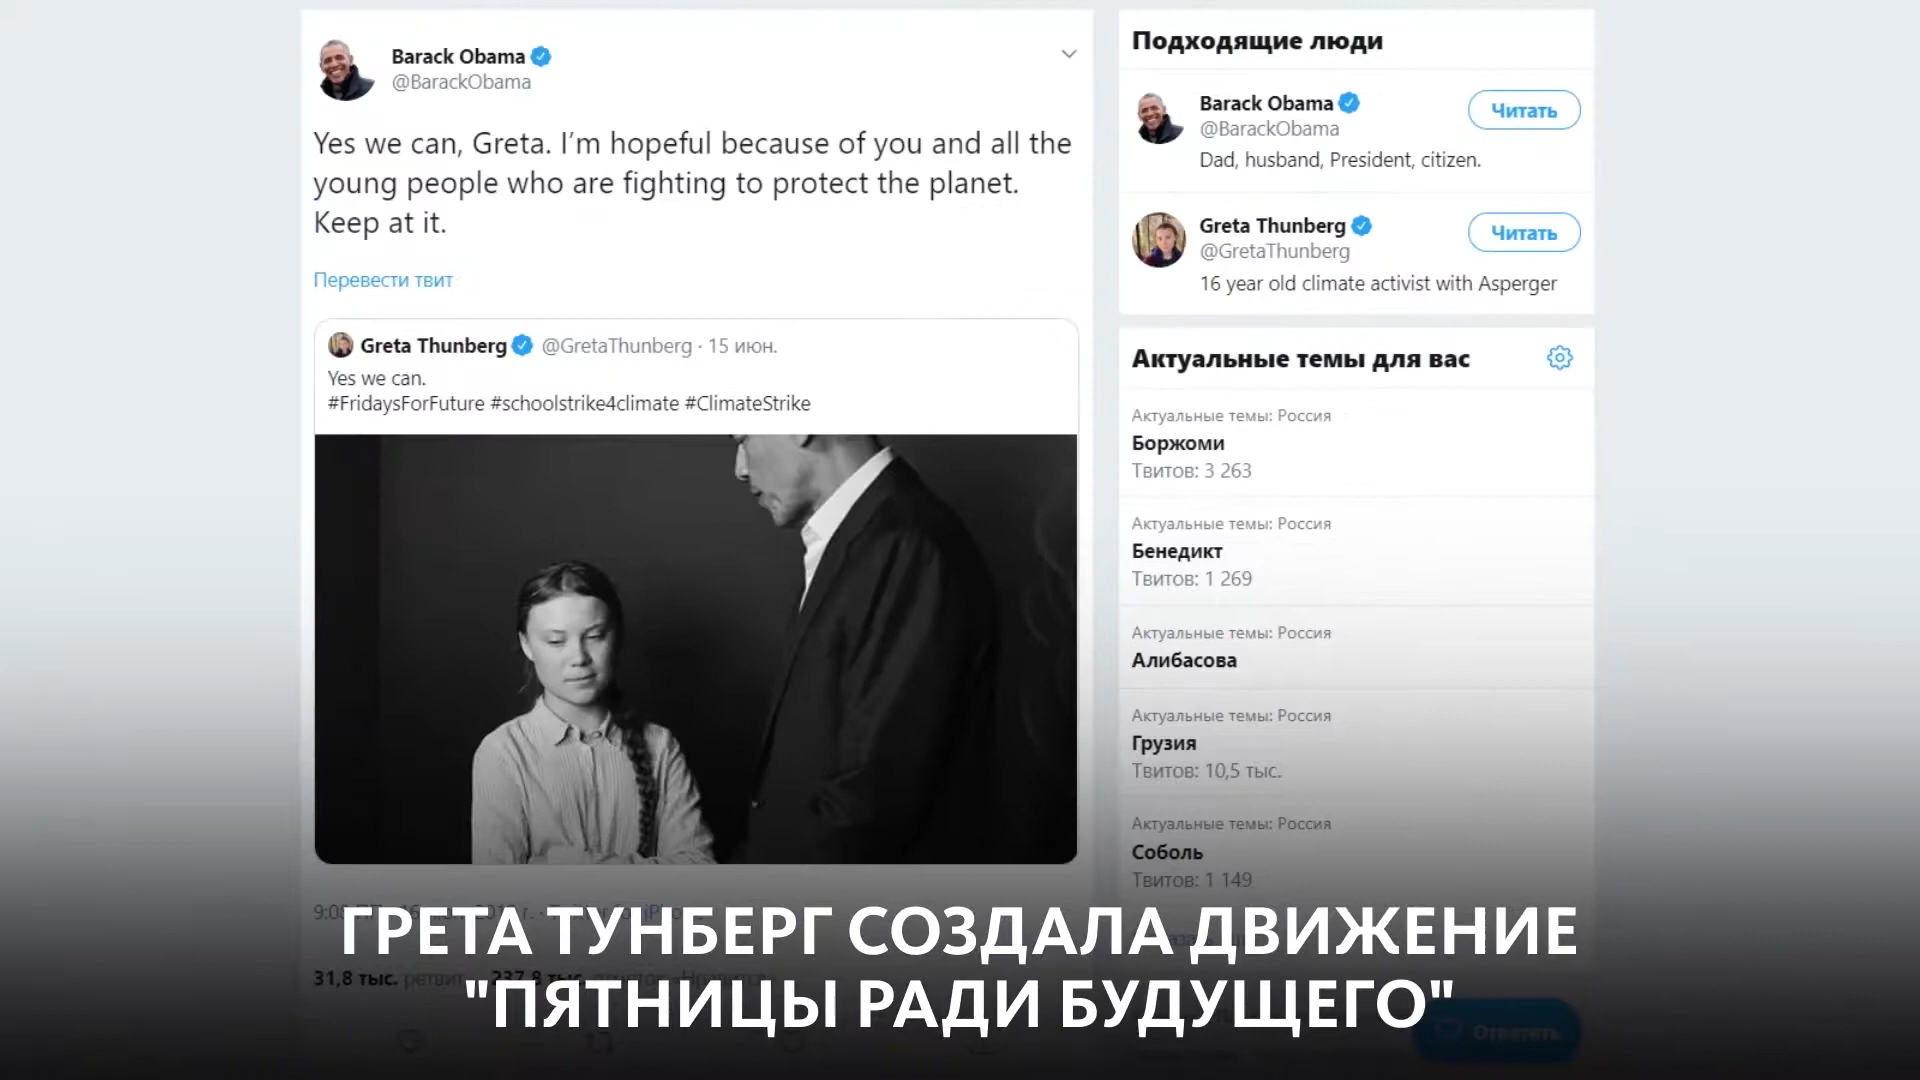 Barack Obama
@BarackObama
Yes we can, Greta. I’m hopeful because of you and all the
young people who are fighting to protect the planet.
Keep at it.
Перевести твит
Greta Thunberg @GretaThunberg · 15 июн.
Yes we can.
#FridaysForFuture #schoolstrike4climate #ClimateStrike
31,8 тыс. 237,8 тыс.
Подходящие люди
Barack Obama
@BarackObama
Читать
Dad, husband, President, citizen.
Greta Thunberg
@GretaThunberg
Читать
16 year old climate activist with Asperger
Актуальные темы для вас
Актуальные темы: Россия
Боржоми
Твитов: 3 263
Актуальные темы: Россия
Бенедикт
Твитов: 1 269
Актуальные темы: Россия
Алибасова
Актуальные темы: Россия
Грузия
Твитов: 10,5 тыс.
Актуальные темы: Россия
Соболь
Твитов: 1 149
ГРЕТА ТУНБЕРГ СОЗДАЛА ДВИЖЕНИЕ
"ПЯТНИЦЫ РАДИ БУДУЩЕГО"
Ответить